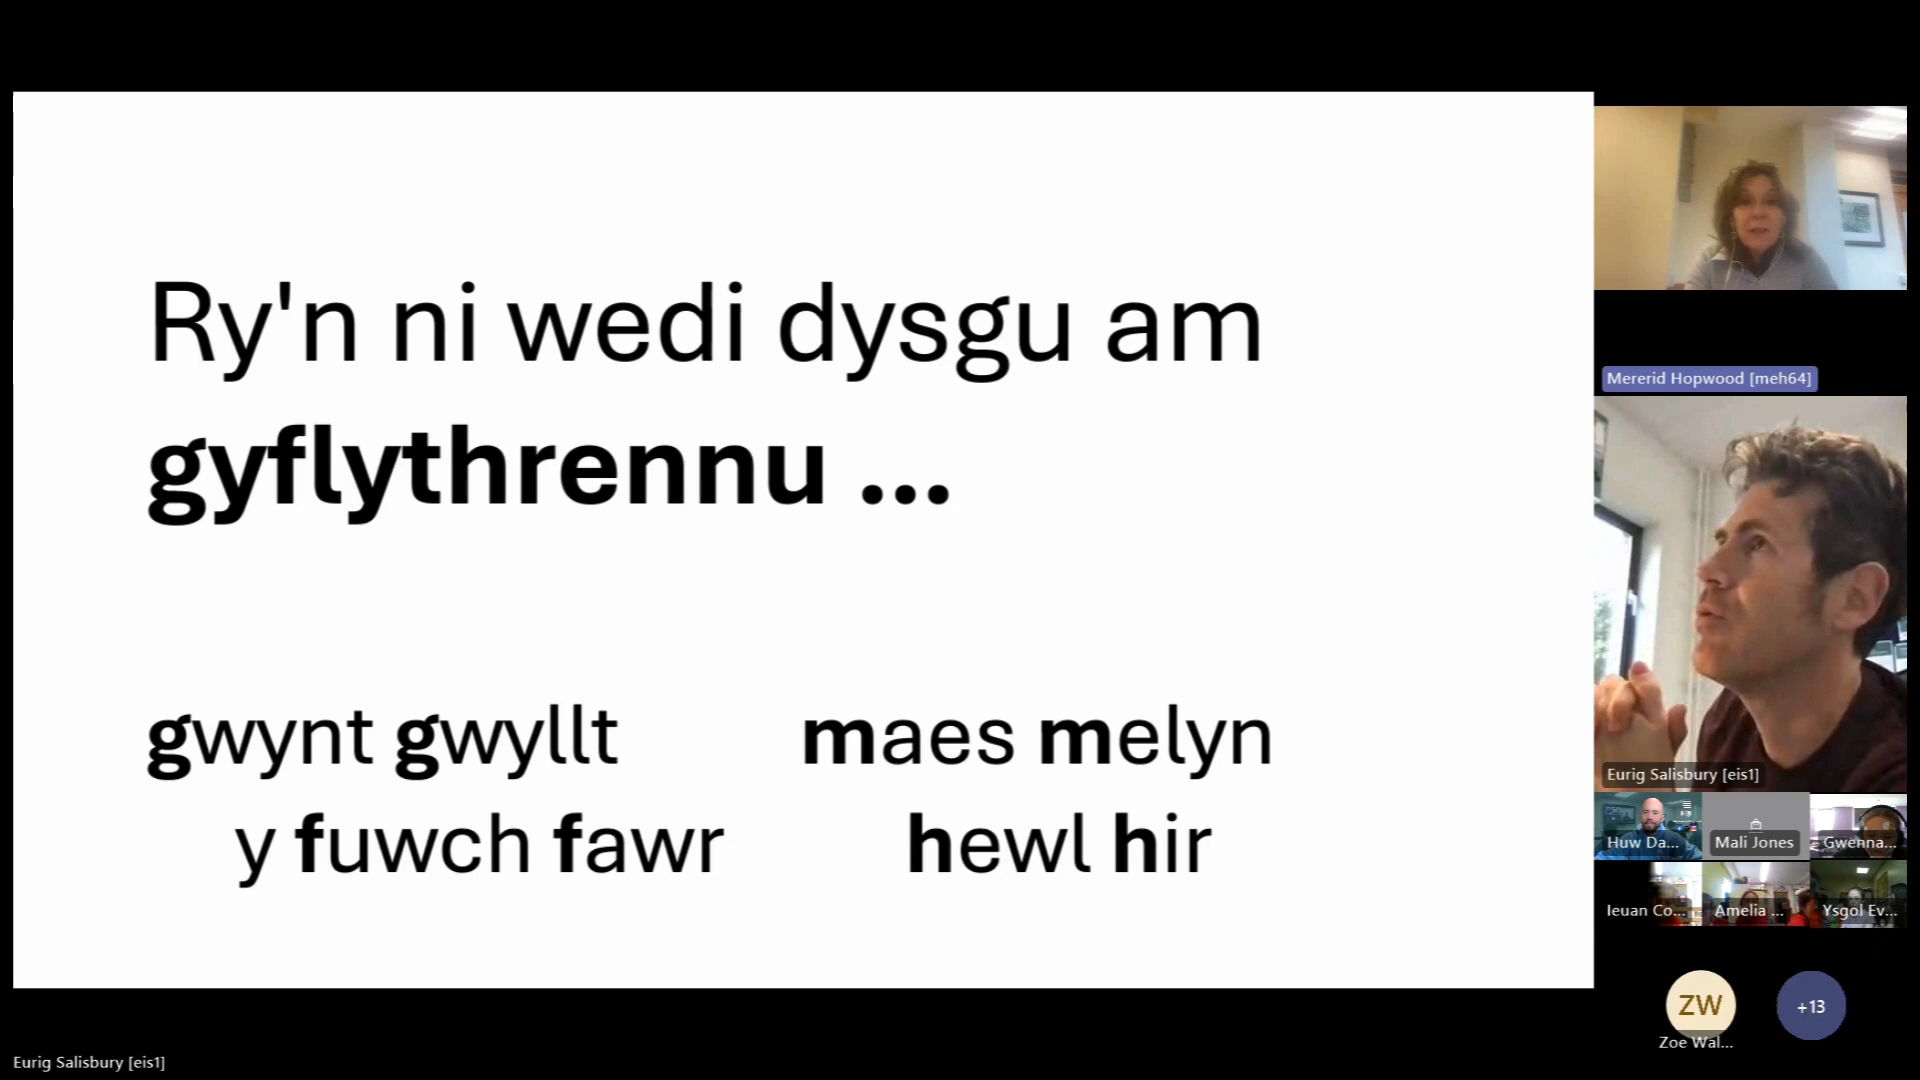 Ry'n ni wedi dysgu am
gyflythrennu ...
gwynt gwyllt
maes melyn
y fuwch fawr
hewl hir
Mererid Hopwood [meh64]
Eurig Salisbury [eis1]
Huw Da...
Mali Jones
Gwenna...
Ieuan Co...
Amelia ...
Ysgol Ev...
ZW
+13
Zoe Wal...
Eurig Salisbury [eis1]